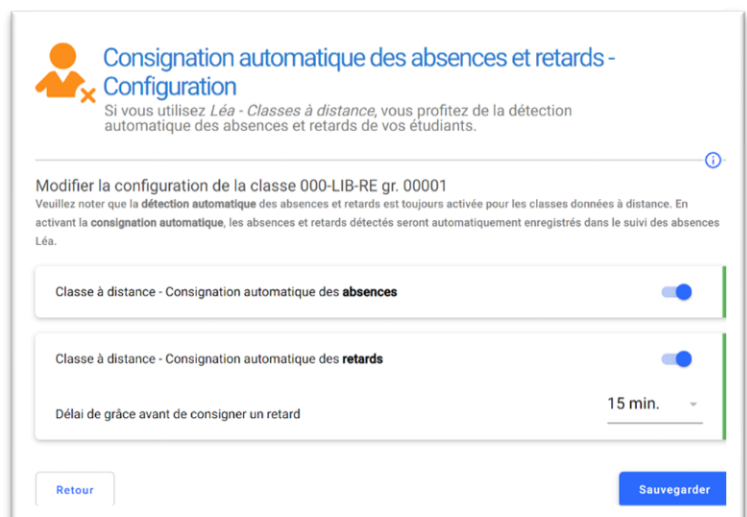 Consignation automatique des absences et retards -
Configuration
Si vous utilisez Léa - Classes à distance, vous profitez de la détection
automatique des absences et retards de vos étudiants.
Modifier la configuration de la classe 000-LIB-RE gr. 00001
Veuillez noter que la détection automatique des absences et retards est toujours activée pour les classes données à distance. En
activant la consignation automatique, les absences et retards détectés seront automatiquement enregistrés dans le suivi des absences
Léa.
Classe à distance - Consignation automatique des absences
Classe à distance - Consignation automatique des retards
Délai de grâce avant de consigner un retard
15 min.
Retour
Sauvegarder